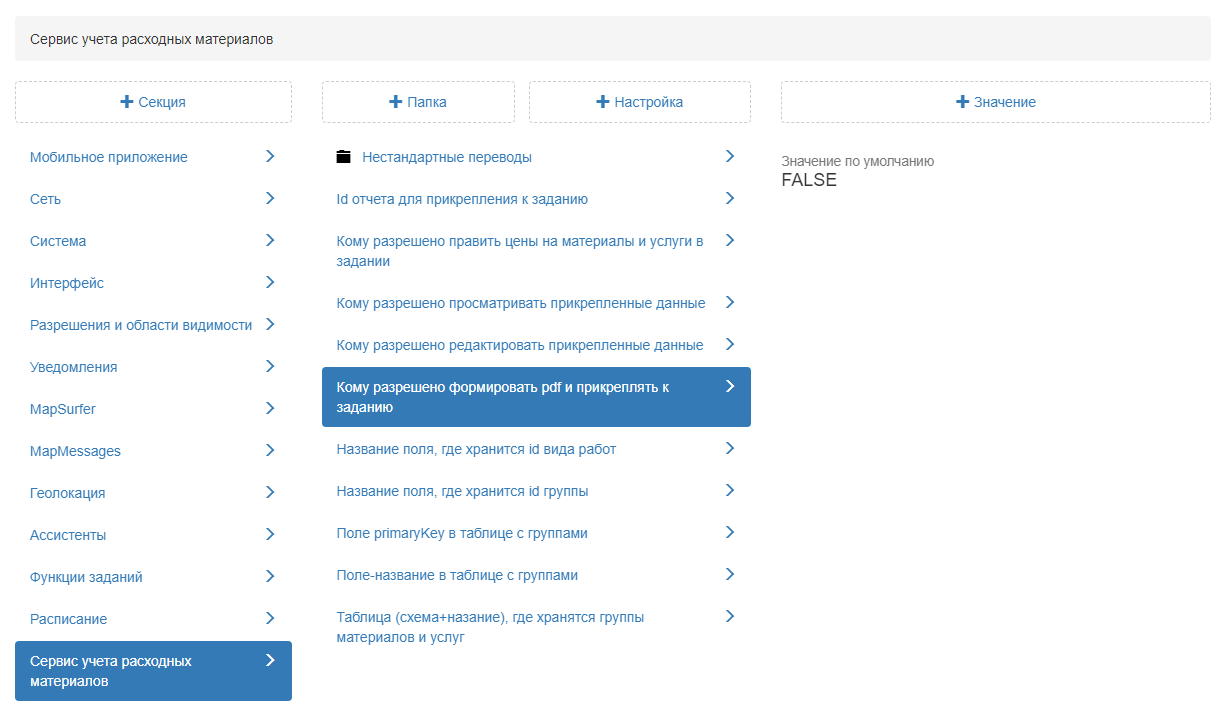 Сервис учета расходных материалов
Секция
Папка
Настройка
Значение
Мобильное приложение
Сеть
Система
Интерфейс
Разрешения и области видимости
Уведомления
MapSurfer
MapMessages
Геолокация
Ассистенты
Функции заданий
Расписание
Сервис учета расходных
материалов
Нестандартные переводы
Id отчета для прикрепления к заданию
Кому разрешено править цены на материалы и услуги в
задании
Кому разрешено просматривать прикрепленные данные
Кому разрешено редактировать прикрепленные данные
Кому разрешено формировать pdf и прикреплять к
заданию
Название поля, где хранится id вида работ
Название поля, где хранится id группы
Поле primaryKey в таблице с группами
Поле-название в таблице с группами
Таблица (схема+назание), где хранятся группы
материалов и услуг
Значение по умолчанию
FALSE